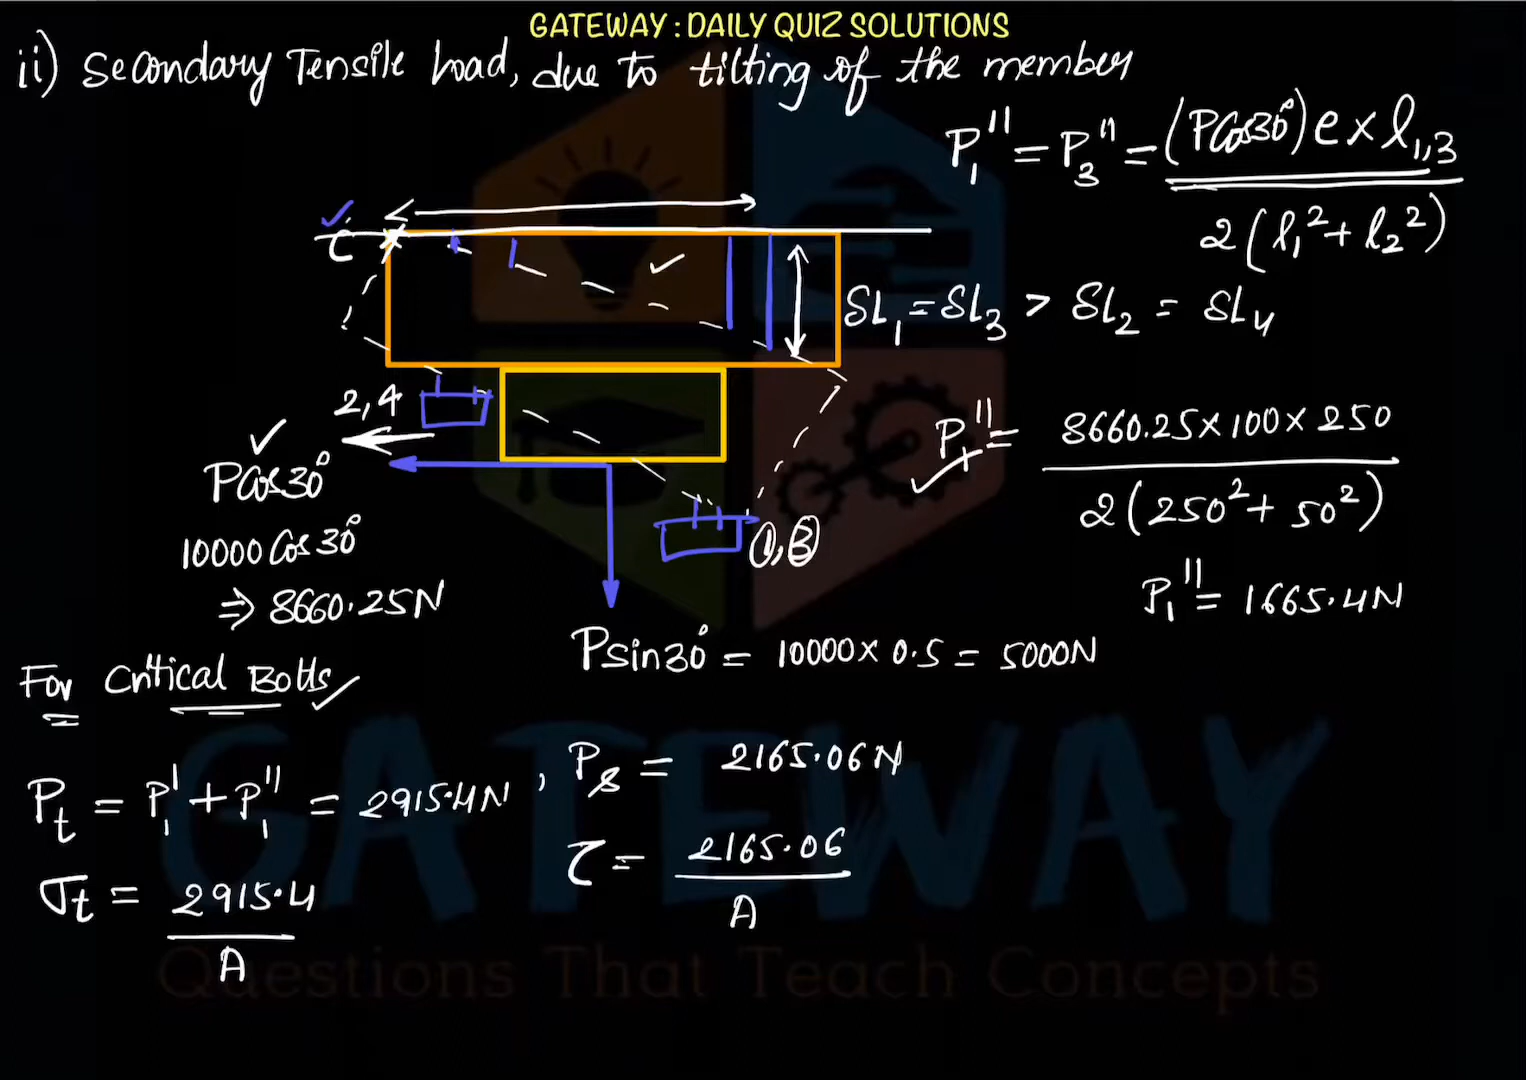 GATEWAY : DAILY QUIZ SOLUTIONS
ii) Secondary Tensile load, due to tilting of the member
P₁'' = P₃'' = (PCos30°) e × l₁,₃
2(l₁² + l₂²)
C
δL₁ = δL₃ > δL₂ = δL₄
2,4
PCos30°
10000 Cos 30°
⇒ 8660.25N
1,3
P₁'' = 8660.25 × 100 × 250
2(250² + 50²)
P₁'' = 1665.4N
Psin30° = 10000 × 0.5 = 5000N
For Critical Bolts
Pt = P₁' + P₁'' = 2915.4N , Ps = 2165.06N
σt = 2915.4
A
τ = 2165.06
A
GATEWAY
Questions That Teach Concepts